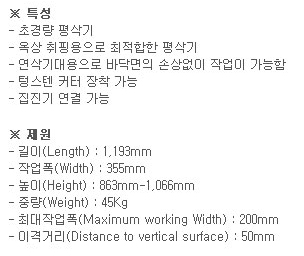 ※ 특성
- 초경량 평삭기
- 옥상 취핑용으로 최적합한 평삭기
- 연삭기대용으로 바닥면의 손상없이 작업이 가능함
- 텅스텐 커터 장착 가능
- 집진기 연결 가능
※ 제원
- 길이(Length) : 1,193mm
- 작업폭(Width) : 355mm
- 높이(Height) : 863mm-1,066mm
- 중량(Weight) : 45Kg
- 최대작업폭(Maximum working Width) : 200mm
- 이격거리(Distance to vertical surface) : 50mm